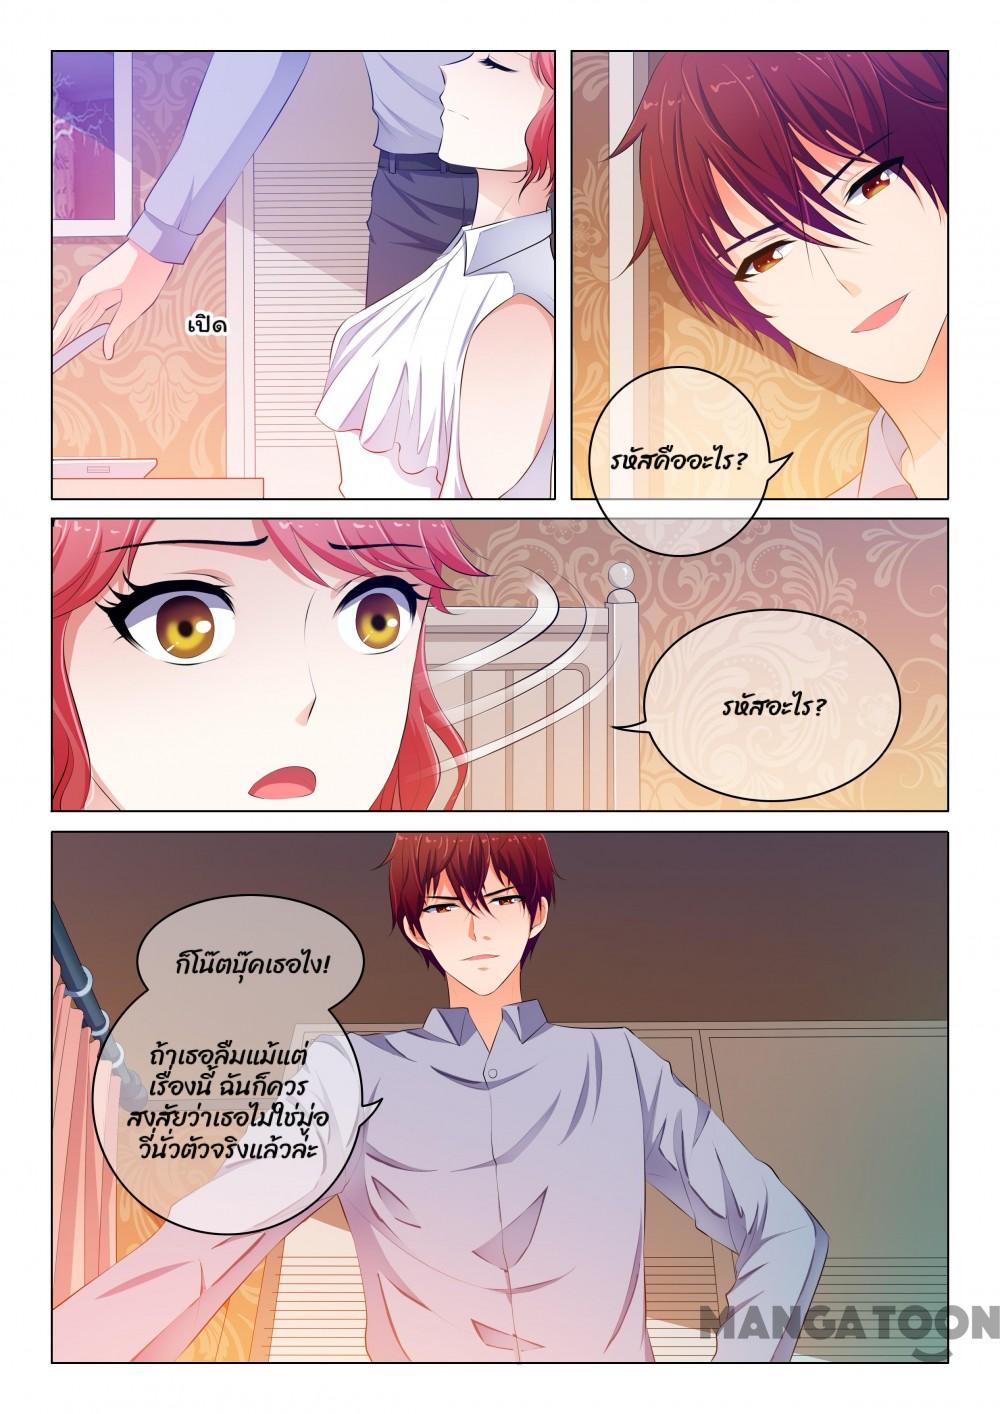 เปิด
รหัสคืออะไร?
รหัสอะไร?
ก็โน๊ตบุ๊คเธอไง!
ถ้าเธอลืมแม้แต่
เรื่องนี้ ฉันก็ควร
สงสัยว่าเธอไม่ใช่มู่อ
วี่นั่วตัวจริงแล้วล่ะ
MANGATOON